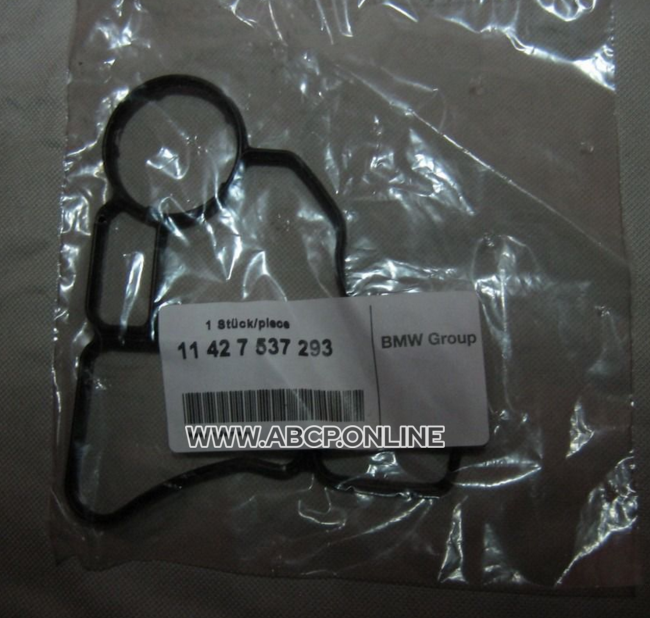 1 Stück/piece
11 42 7 537 293
BMW Group
WWW.ABCP.ONLINE